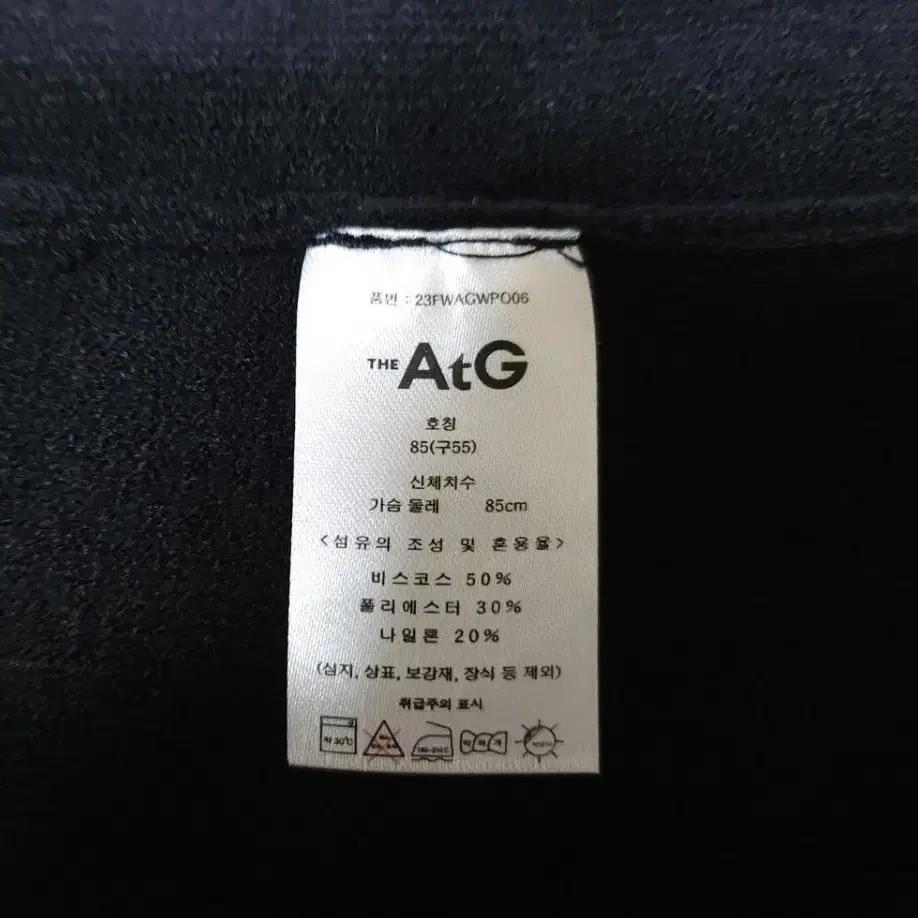 품번 : 23FWAGWPO06
THE AtG
호칭
85(구55)
신체치수
가슴 둘레 85cm
<섬유의 조성 및 혼용율>
비스코스 50%
폴리에스터 30%
나일론 20%
(심지, 상표, 보강재, 장식 등 제외)
취급주의 표시
약 30℃